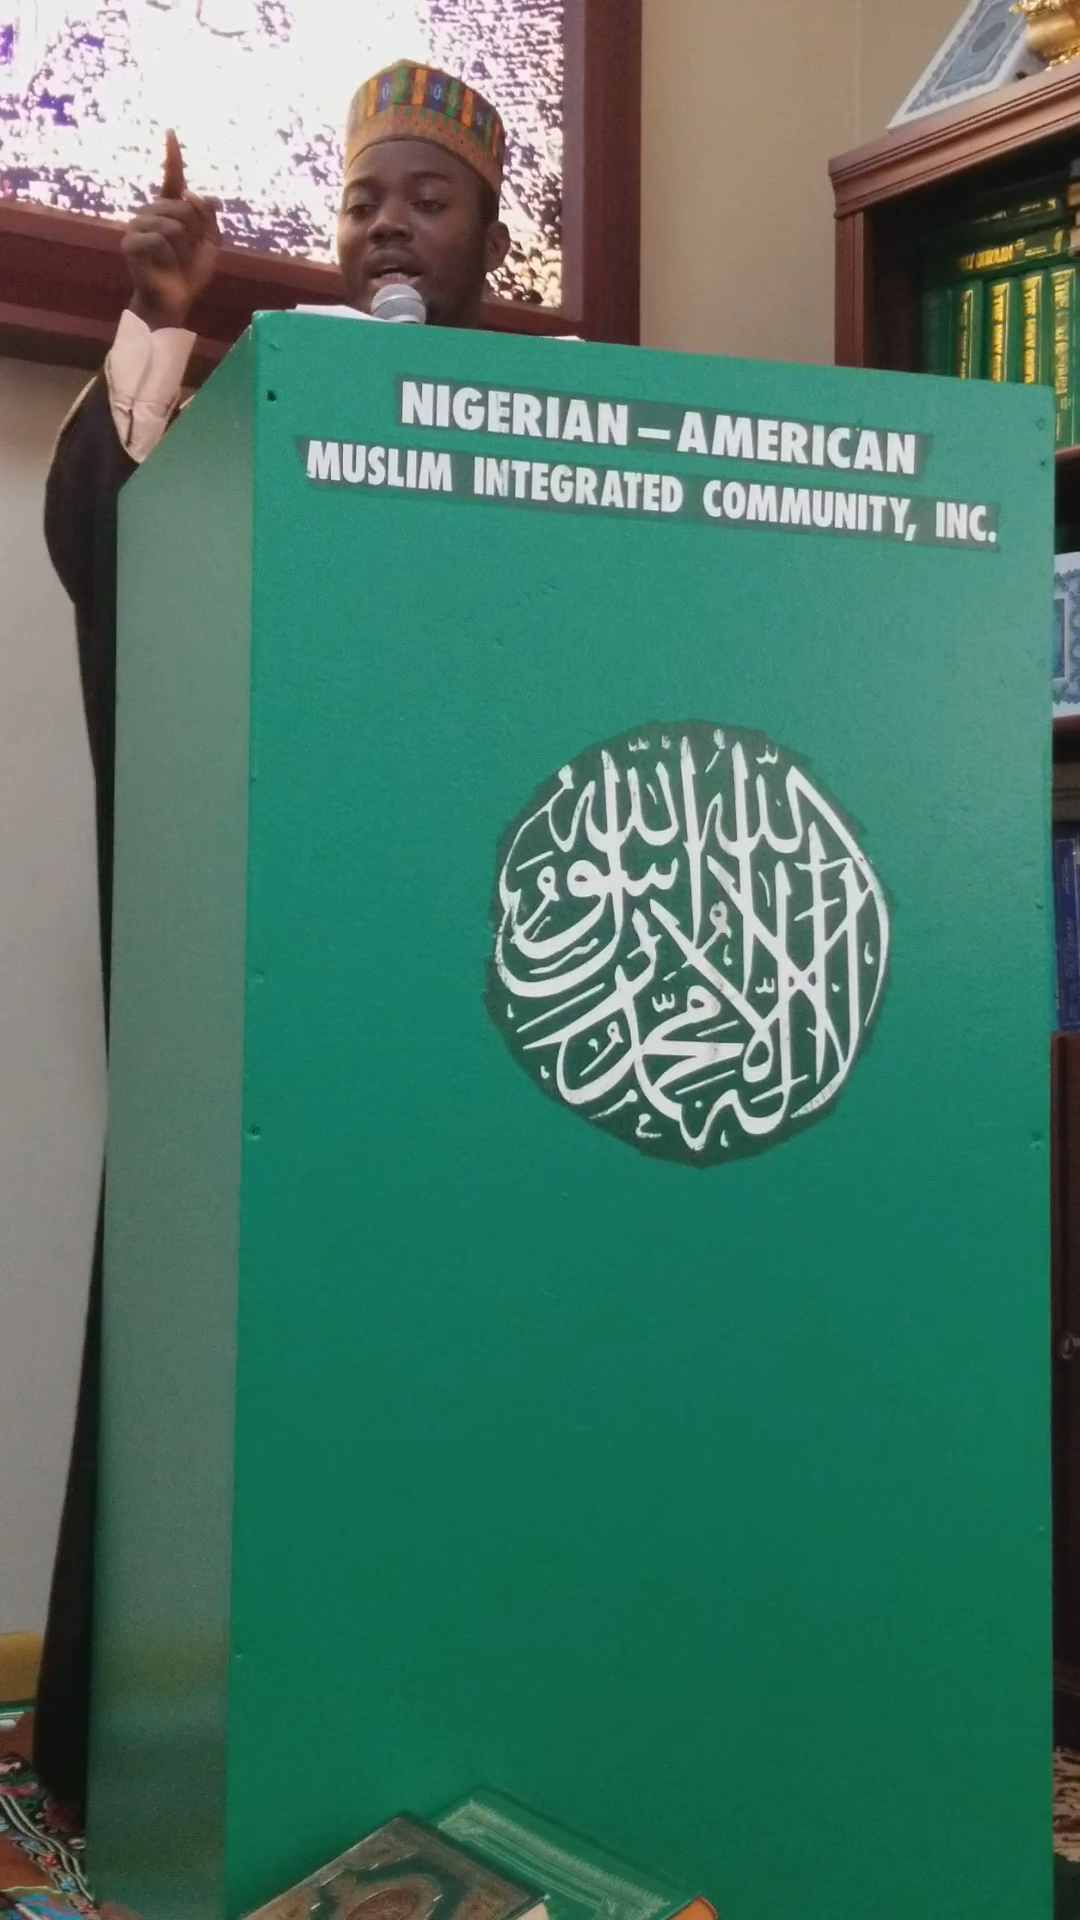 NIGERIAN-AMERICAN
MUSLIM INTEGRATED COMMUNITY, INC.
لا إله إلا الله محمد رسول الله